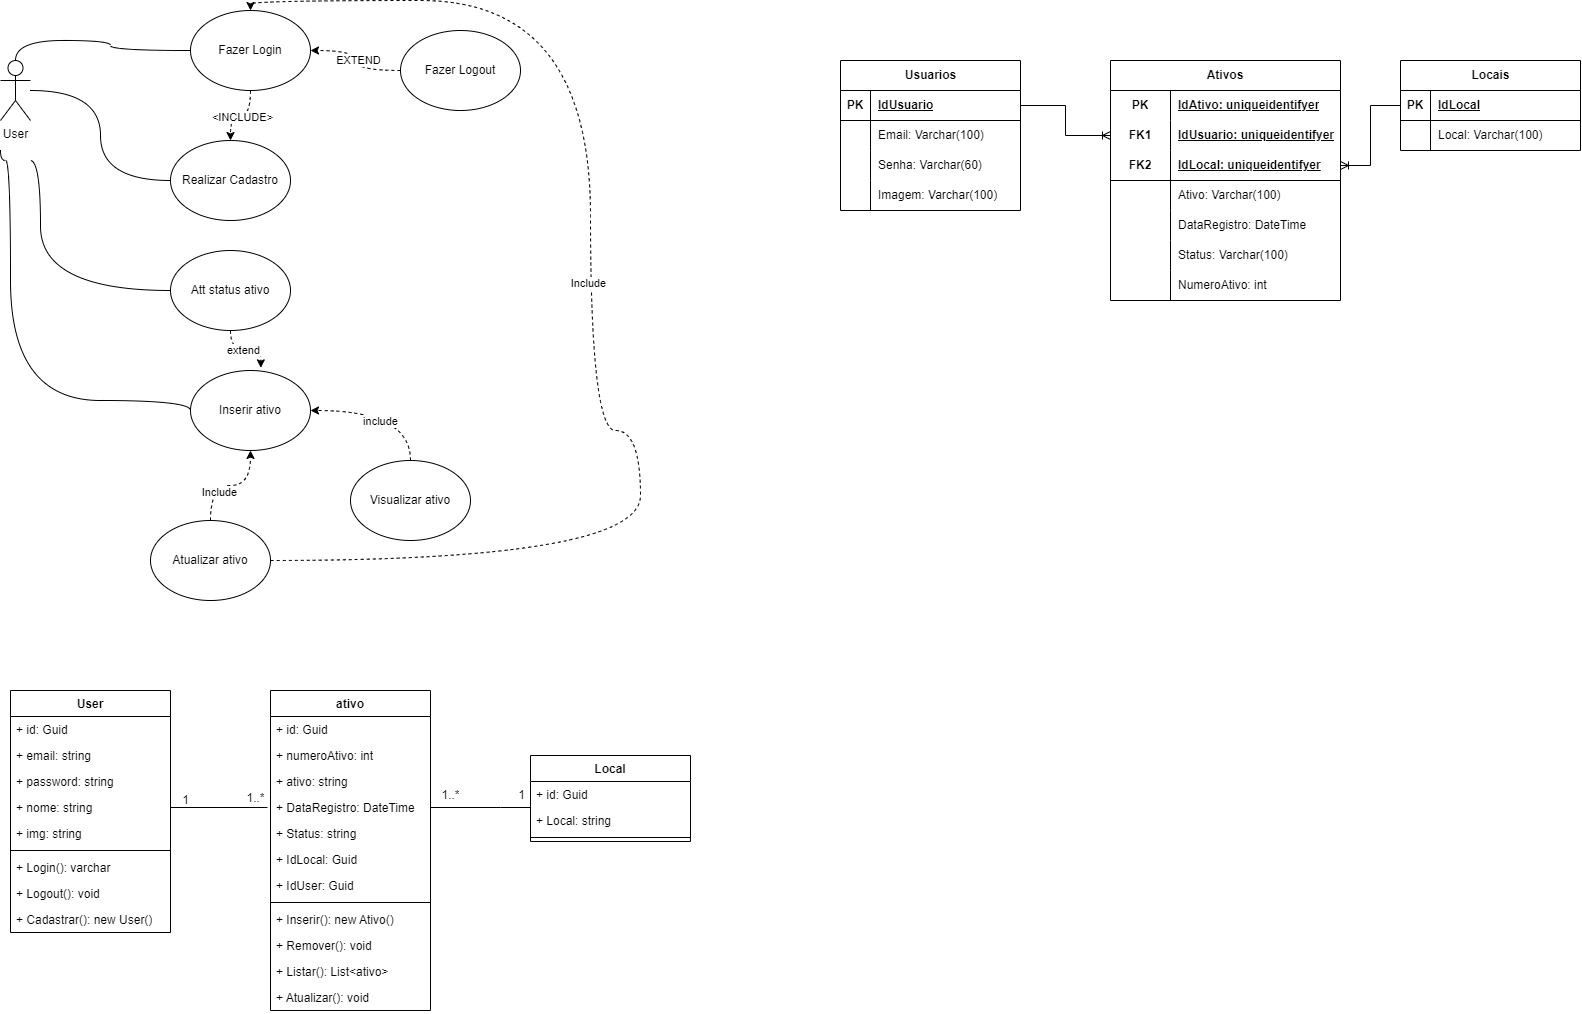 Fazer Login
EXTEND
Fazer Logout
User
<INCLUDE>
Realizar Cadastro
Att status ativo
Include
extend
Inserir ativo
include
Include
Visualizar ativo
Atualizar ativo
Usuarios
PK IdUsuario
Email: Varchar(100)
Senha: Varchar(60)
Imagem: Varchar(100)
Ativos
PK IdAtivo: uniqueidentifyer
FK1 IdUsuario: uniqueidentifyer
FK2 IdLocal: uniqueidentifyer
Ativo: Varchar(100)
DataRegistro: DateTime
Status: Varchar(100)
NumeroAtivo: int
Locais
PK IdLocal
Local: Varchar(100)
User
+ id: Guid
+ email: string
+ password: string
+ nome: string
+ img: string
+ Login(): varchar
+ Logout(): void
+ Cadastrar(): new User()
1
1..*
ativo
+ id: Guid
+ numeroAtivo: int
+ ativo: string
+ DataRegistro: DateTime
+ Status: string
+ IdLocal: Guid
+ IdUser: Guid
+ Inserir(): new Ativo()
+ Remover(): void
+ Listar(): List<ativo>
+ Atualizar(): void
1..*
1
Local
+ id: Guid
+ Local: string